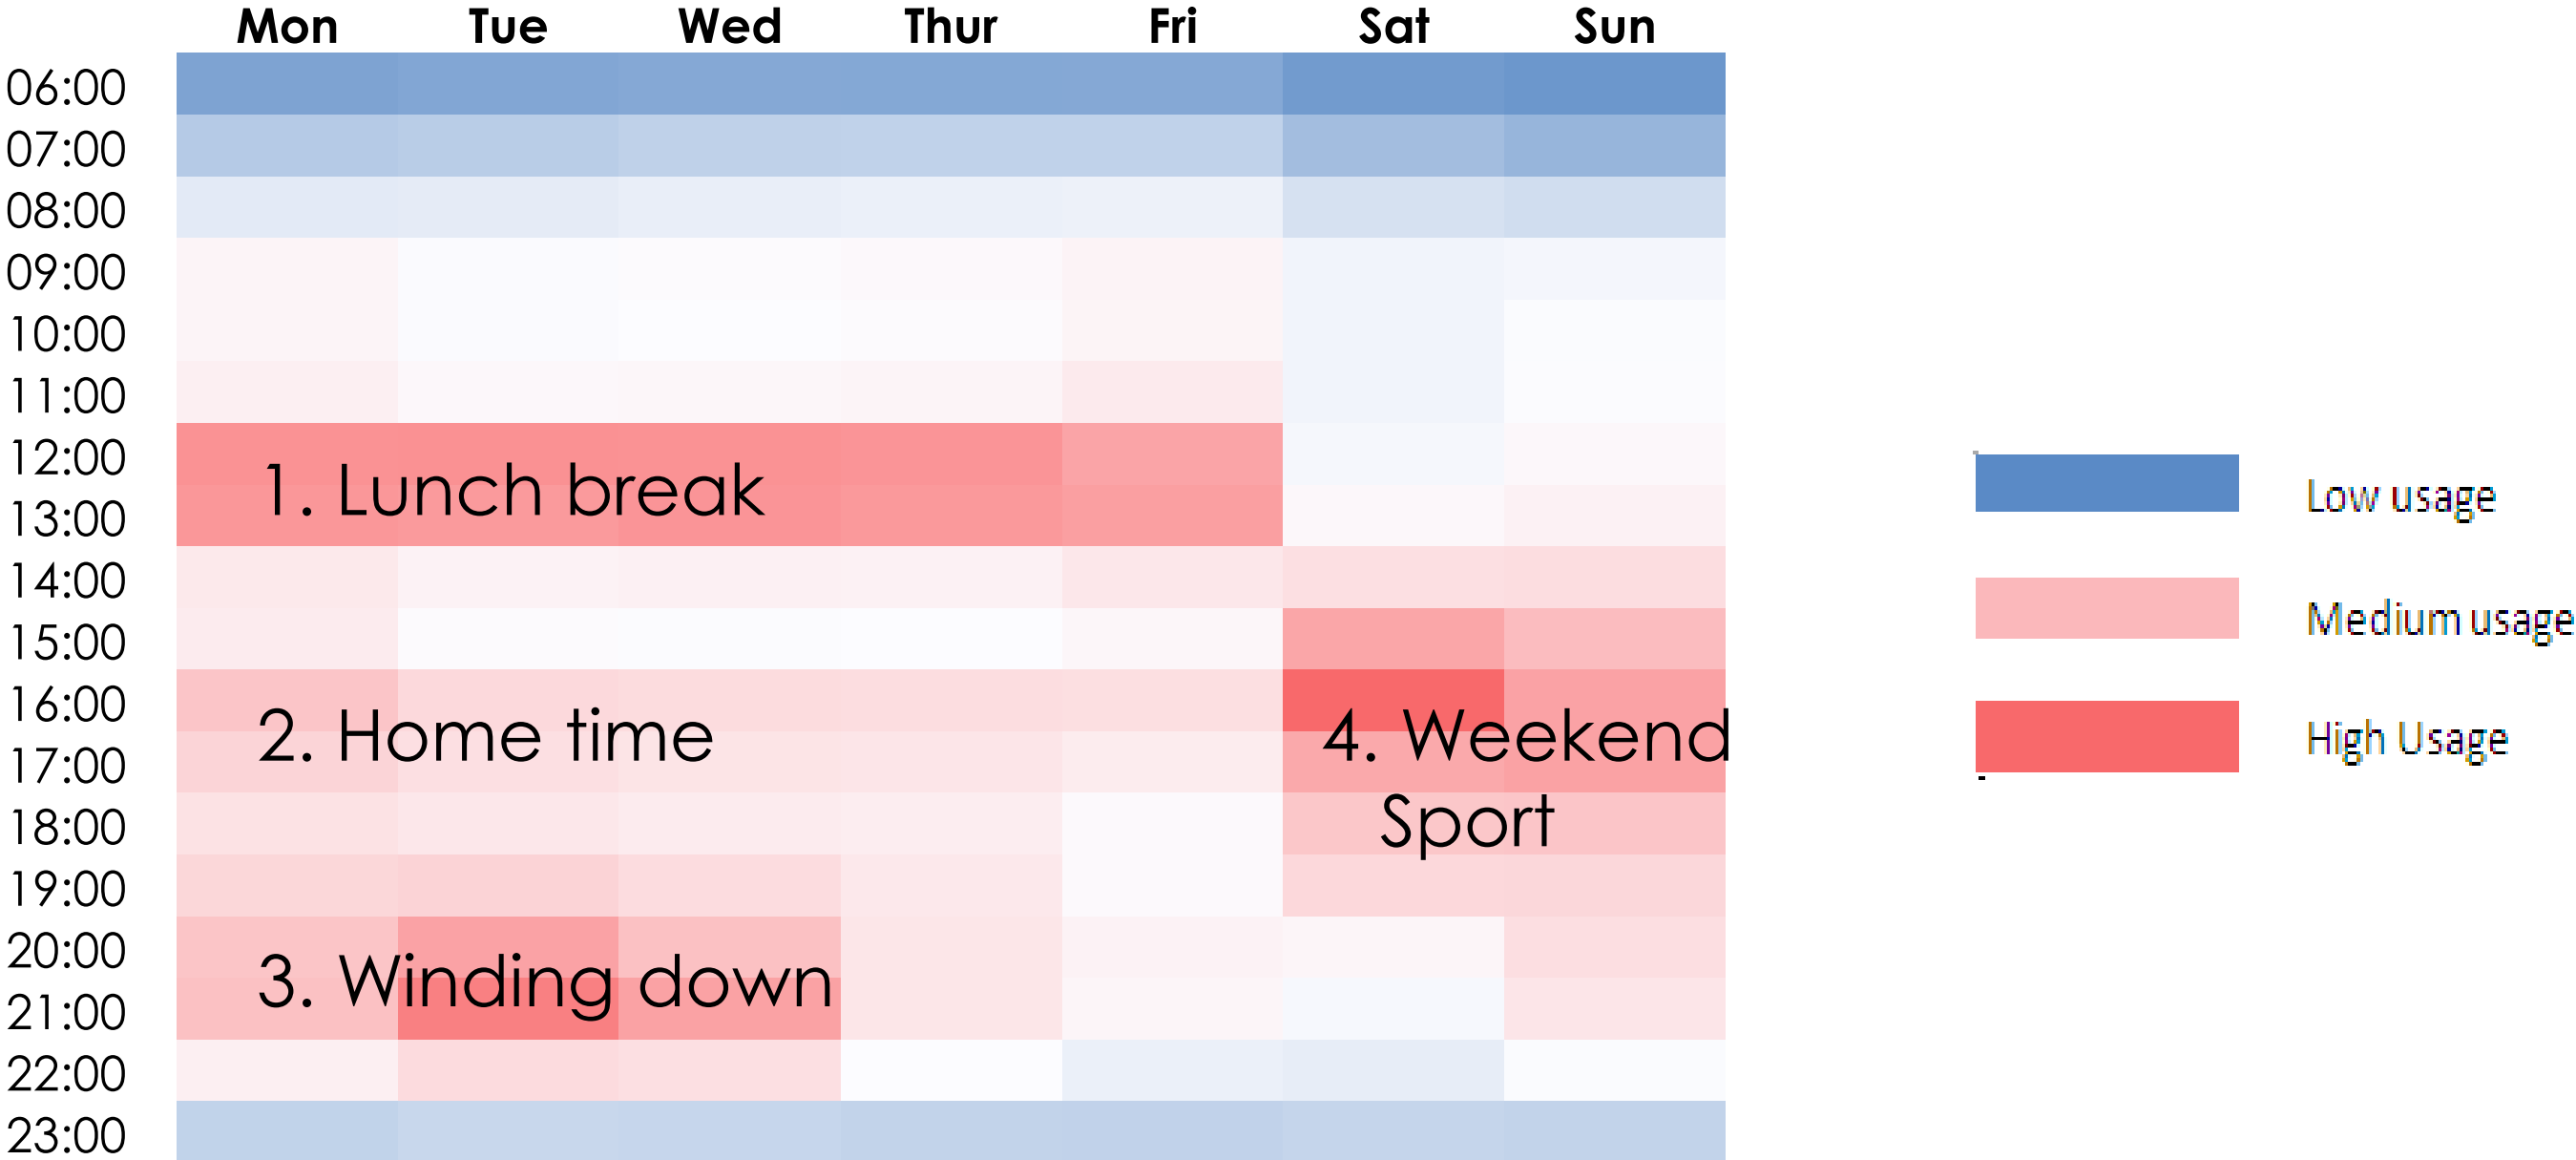 Mon Tue Wed Thur Fri Sat Sun
06:00
07:00
08:00
09:00
10:00
11:00
12:00
1. Lunch break
13:00
14:00
15:00
16:00
2. Home time
4. Weekend
17:00
Sport
18:00
19:00
20:00
3. Winding down
21:00
22:00
23:00
Low usage
Medium usage
High Usage